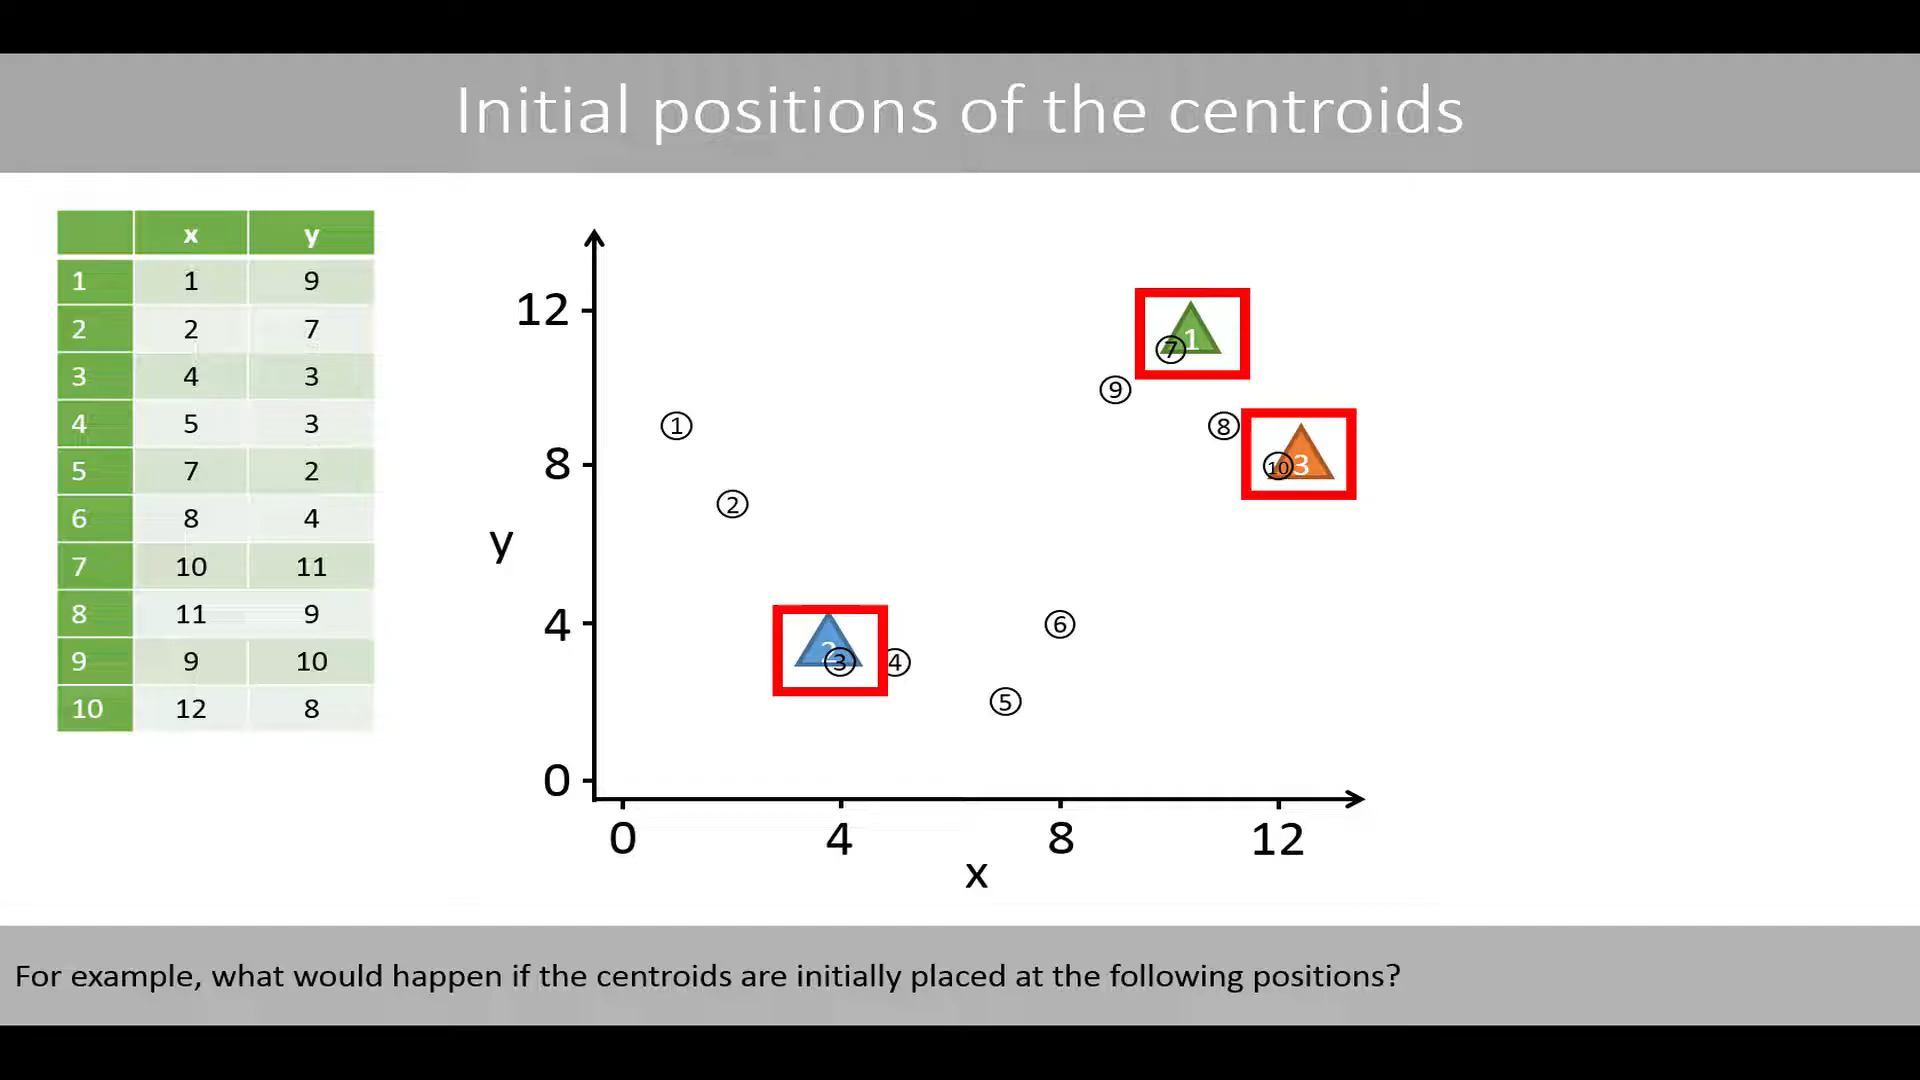 Initial positions of the centroids
x y
1 1 9
2 2 7
3 4 3
4 5 3
5 7 2
6 8 4
7 10 11
8 11 9
9 9 10
10 12 8
12
1
7
9
8
1
8
3
10
2
y
4
6
2
3
4
5
0
0 4 8 12
x
For example, what would happen if the centroids are initially placed at the following positions?